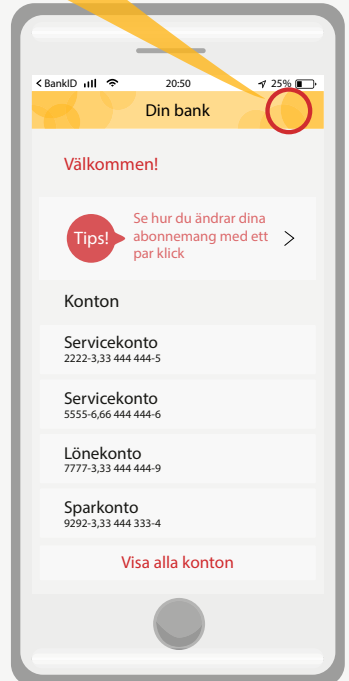 < BankID 20:50 25%
Din bank
Välkommen!
Tips!
Se hur du ändrar dina
abonnemang med ett
par klick
Konton
Servicekonto
2222-3,33 444 444-5
Servicekonto
5555-6,66 444 444-6
Lönekonto
7777-3,33 444 444-9
Sparkonto
9292-3,33 444 333-4
Visa alla konton